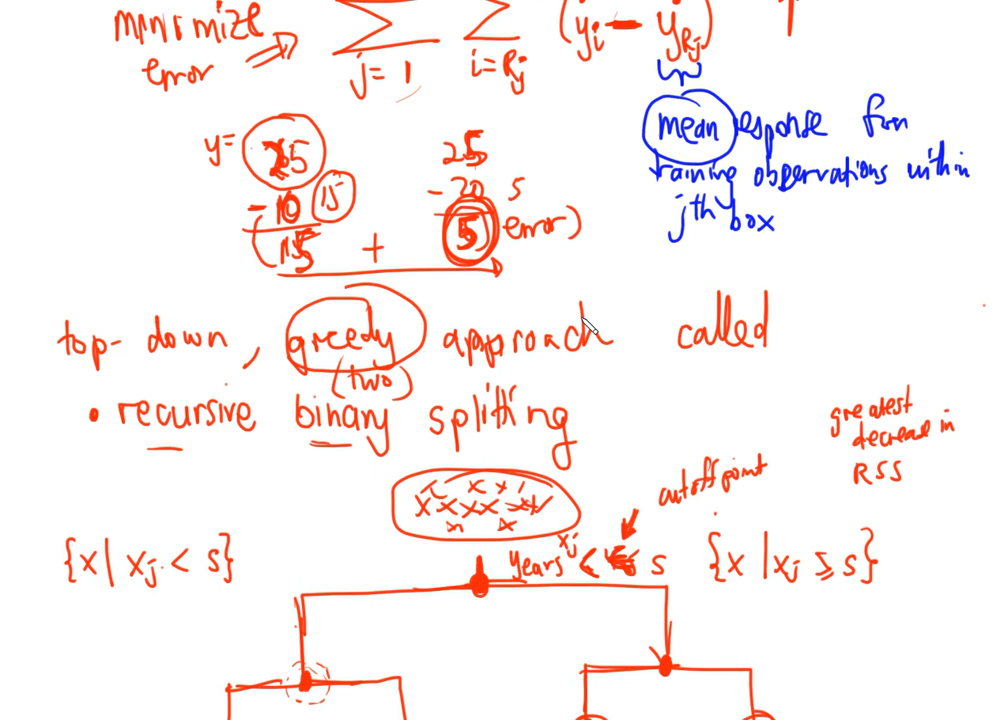 minimize
error ⇒ Σ j=1 Σ i=Rj (yi − ȳRj)
y= 25 25
- 10 15 - 20 s
(15 + 5 error)
mean response from
training observations within
jth box
top-down, greedy approach called
(two)
• recursive binary splitting
greatest
decrease in
RSS
cutoff point
x x x
x x x x x x
x x
{x | xj < s} Years xj < s {x | xj ≥ s}